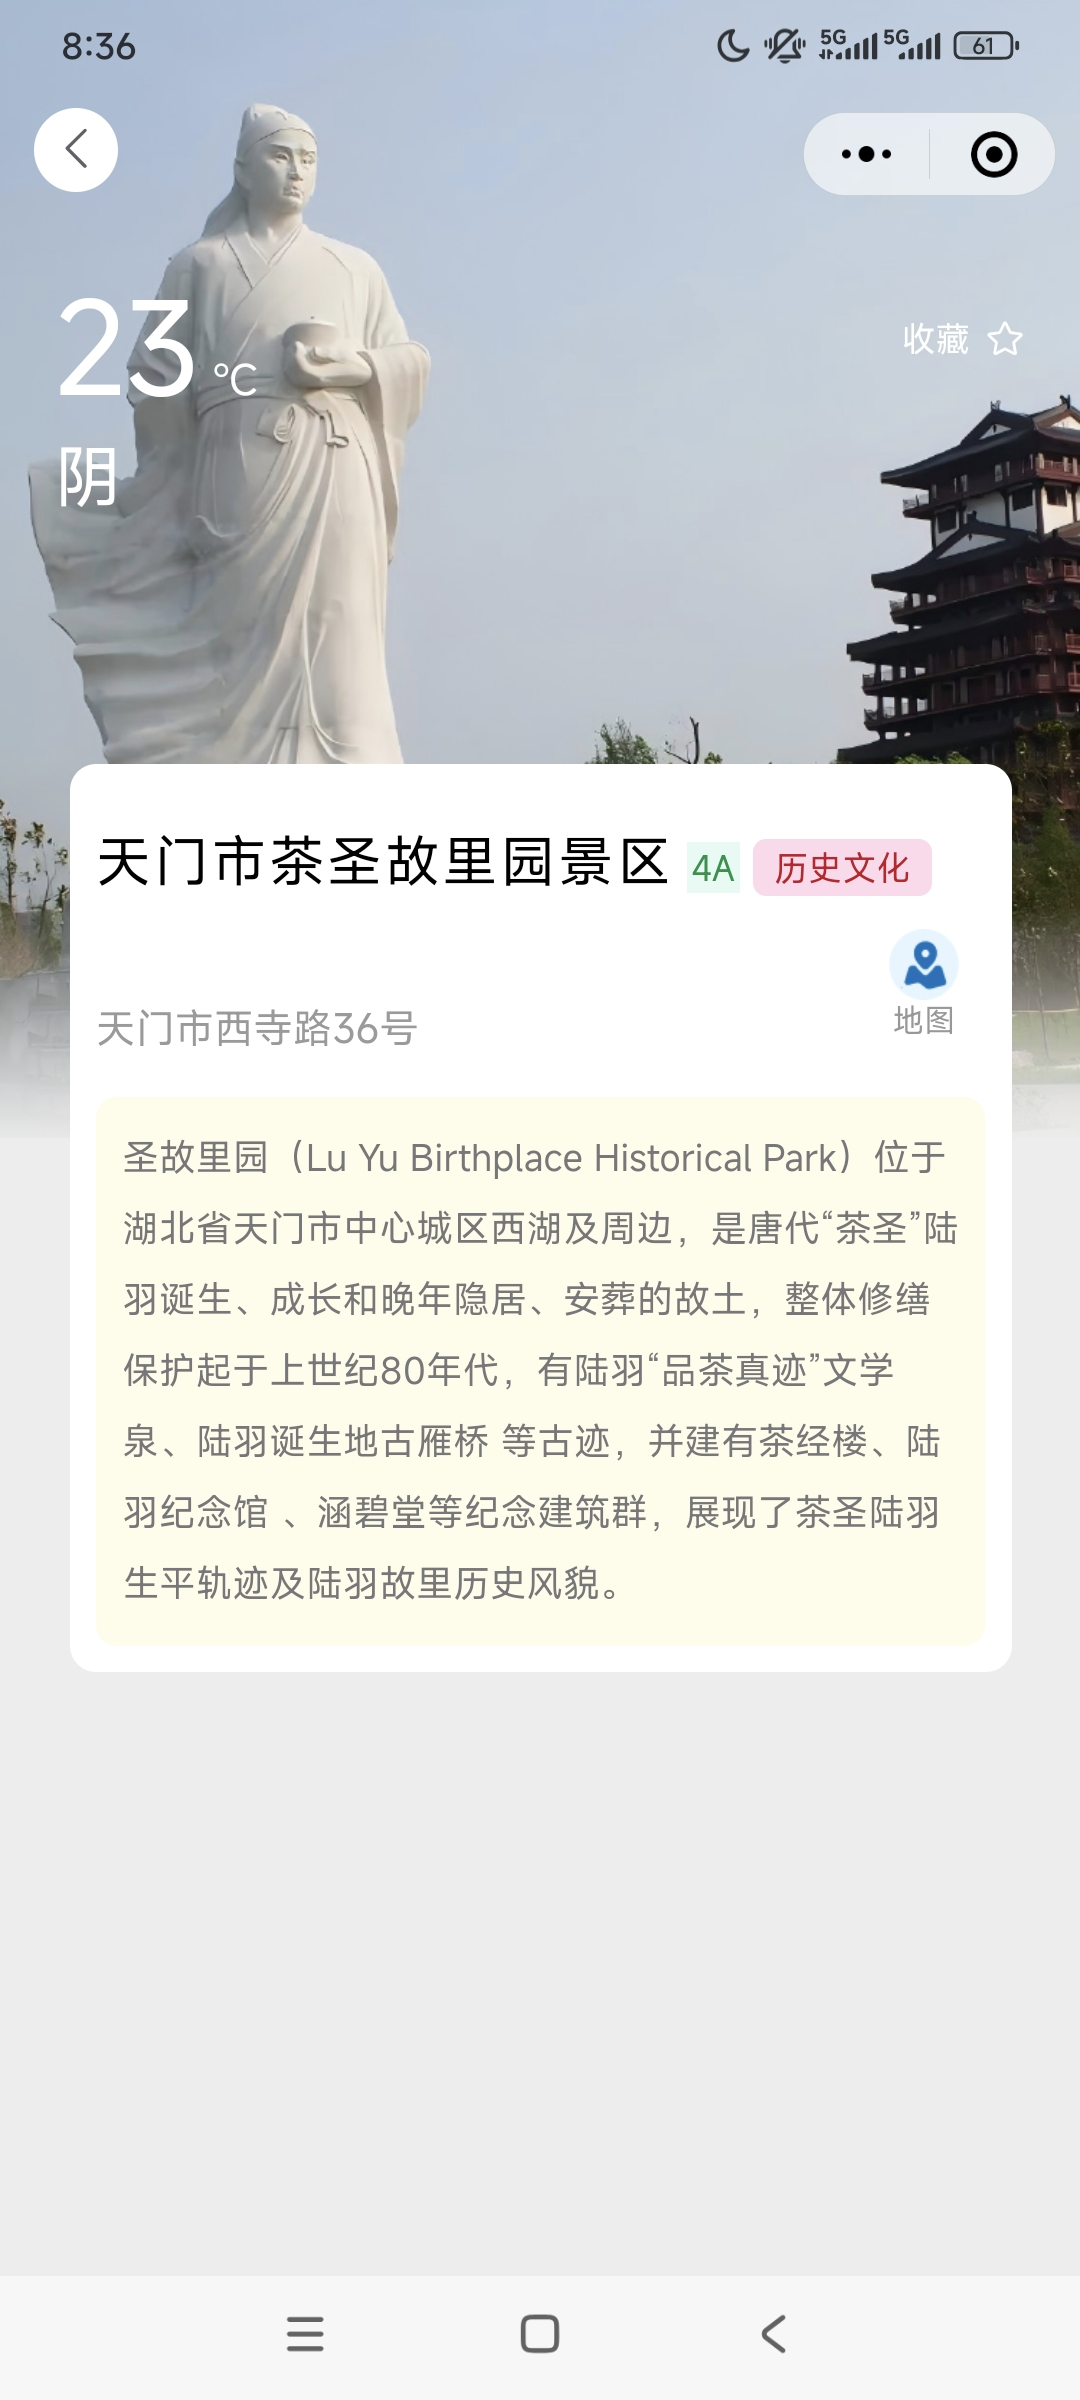 8:36
5G 5G 61
23 ℃
收藏
阴
天门市茶圣故里园景区 4A 历史文化
天门市西寺路36号
地图
圣故里园（Lu Yu Birthplace Historical Park）位于
湖北省天门市中心城区西湖及周边，是唐代“茶圣”陆
羽诞生、成长和晚年隐居、安葬的故土，整体修缮
保护起于上世纪80年代，有陆羽“品茶真迹”文学
泉、陆羽诞生地古雁桥 等古迹，并建有茶经楼、陆
羽纪念馆 、涵碧堂等纪念建筑群，展现了茶圣陆羽
生平轨迹及陆羽故里历史风貌。